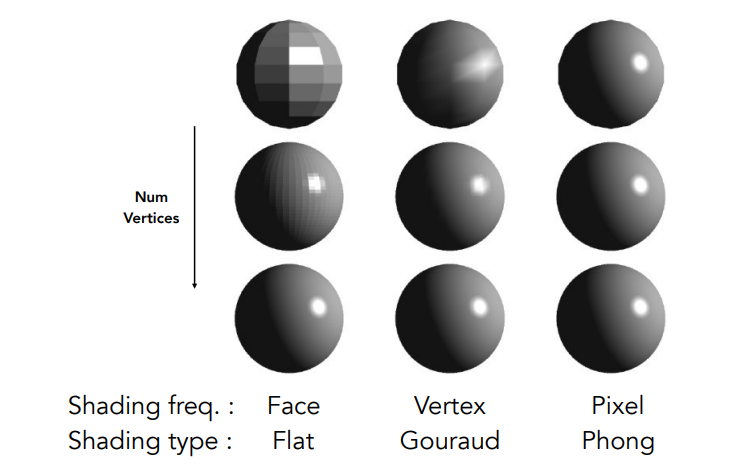 Num
Vertices
Shading freq. : Face Vertex Pixel
Shading type : Flat Gouraud Phong